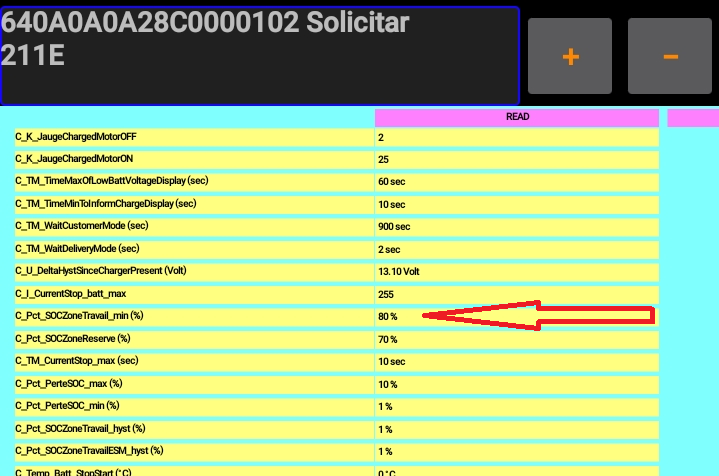 640A0A0A28C0000102 Solicitar
211E
+
−
READ
C_K_JaugeChargedMotorOFF 2
C_K_JaugeChargedMotorON 25
C_TM_TimeMaxOfLowBattVoltageDisplay (sec) 60 sec
C_TM_TimeMinToInformChargeDisplay (sec) 10 sec
C_TM_WaitCustomerMode (sec) 900 sec
C_TM_WaitDeliveryMode (sec) 2 sec
C_U_DeltaHystSinceChargerPresent (Volt) 13.10 Volt
C_I_CurrentStop_batt_max 255
C_Pct_SOCZoneTravail_min (%) 80 %
C_Pct_SOCZoneReserve (%) 70 %
C_TM_CurrentStop_max (sec) 10 sec
C_Pct_PerteSOC_max (%) 10 %
C_Pct_PerteSOC_min (%) 1 %
C_Pct_SOCZoneTravail_hyst (%) 1 %
C_Pct_SOCZoneTravailESM_hyst (%) 1 %
C_Temp_Batt_StopStart (°C) 0 °C